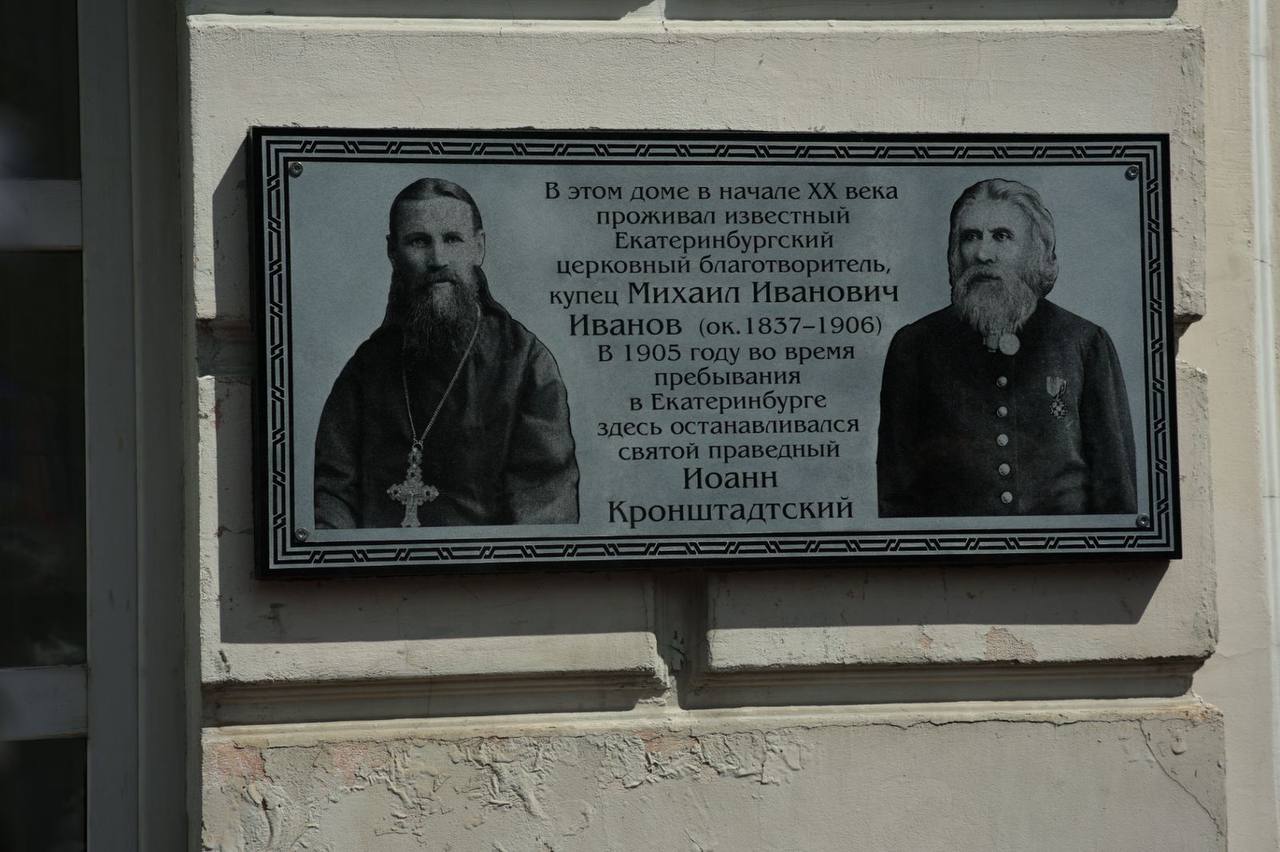 В этом доме в начале XX века
проживал известный
Екатеринбургский
церковный благотворитель,
купец Михаил Иванович
Иванов (ок.1837–1906)
В 1905 году во время
пребывания
в Екатеринбурге
здесь останавливался
святой праведный
Иоанн
Кронштадтский